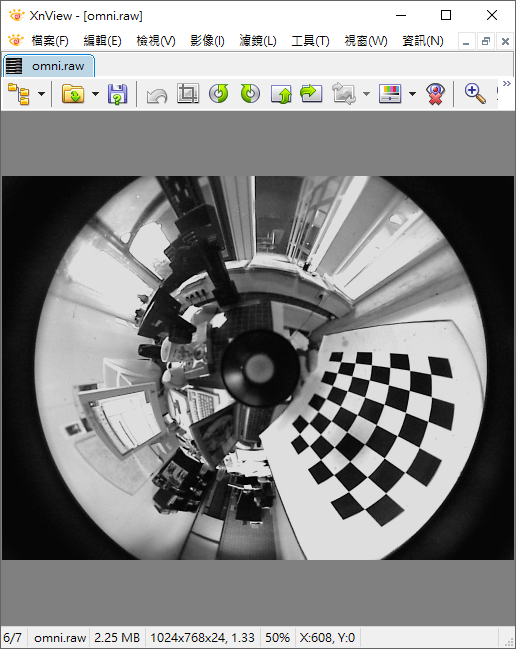 XnView - [omni.raw]
檔案(F) 編輯(E) 檢視(V) 影像(I) 濾鏡(L) 工具(T) 視窗(W) 資訊(N)
omni.raw
6/7 omni.raw 2.25 MB 1024x768x24, 1.33 50% X:608, Y:0